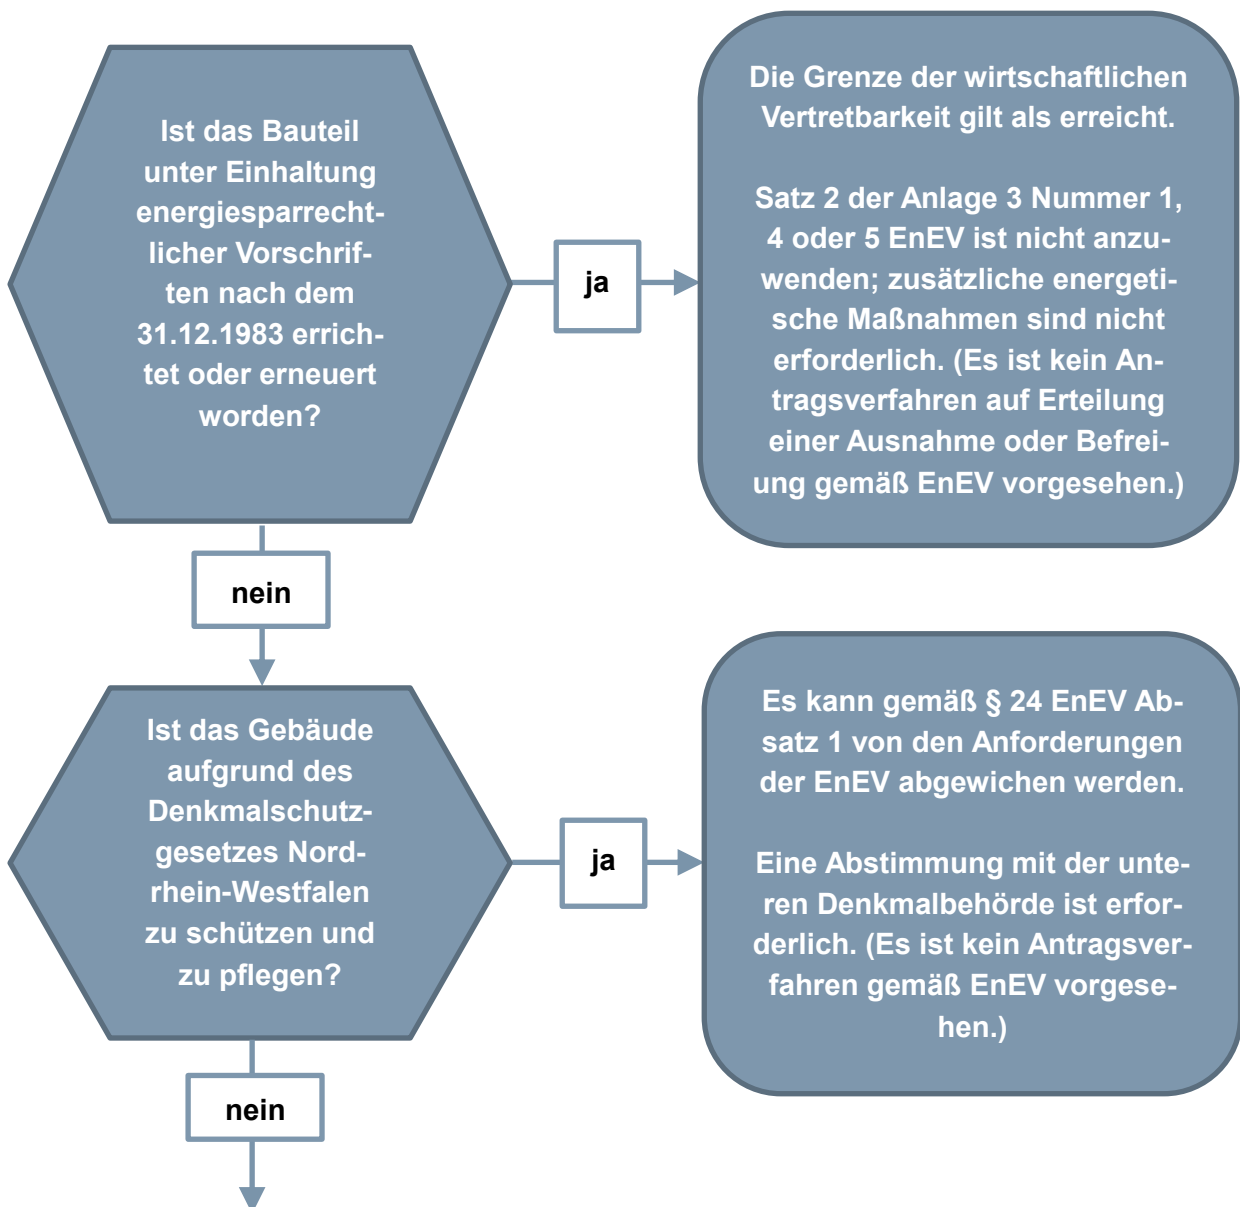 Ist das Bauteil
unter Einhaltung
energiesparrecht-
licher Vorschrif-
ten nach dem
31.12.1983 errich-
tet oder erneuert
worden?
ja
Die Grenze der wirtschaftlichen
Vertretbarkeit gilt als erreicht.
Satz 2 der Anlage 3 Nummer 1,
4 oder 5 EnEV ist nicht anzu-
wenden; zusätzliche energeti-
sche Maßnahmen sind nicht
erforderlich. (Es ist kein An-
tragsverfahren auf Erteilung
einer Ausnahme oder Befrei-
ung gemäß EnEV vorgesehen.)
nein
Ist das Gebäude
aufgrund des
Denkmalschutz-
gesetzes Nord-
rhein-Westfalen
zu schützen und
zu pflegen?
ja
Es kann gemäß § 24 EnEV Ab-
satz 1 von den Anforderungen
der EnEV abgewichen werden.
Eine Abstimmung mit der unte-
ren Denkmalbehörde ist erfor-
derlich. (Es ist kein Antragsver-
fahren gemäß EnEV vorgese-
hen.)
nein